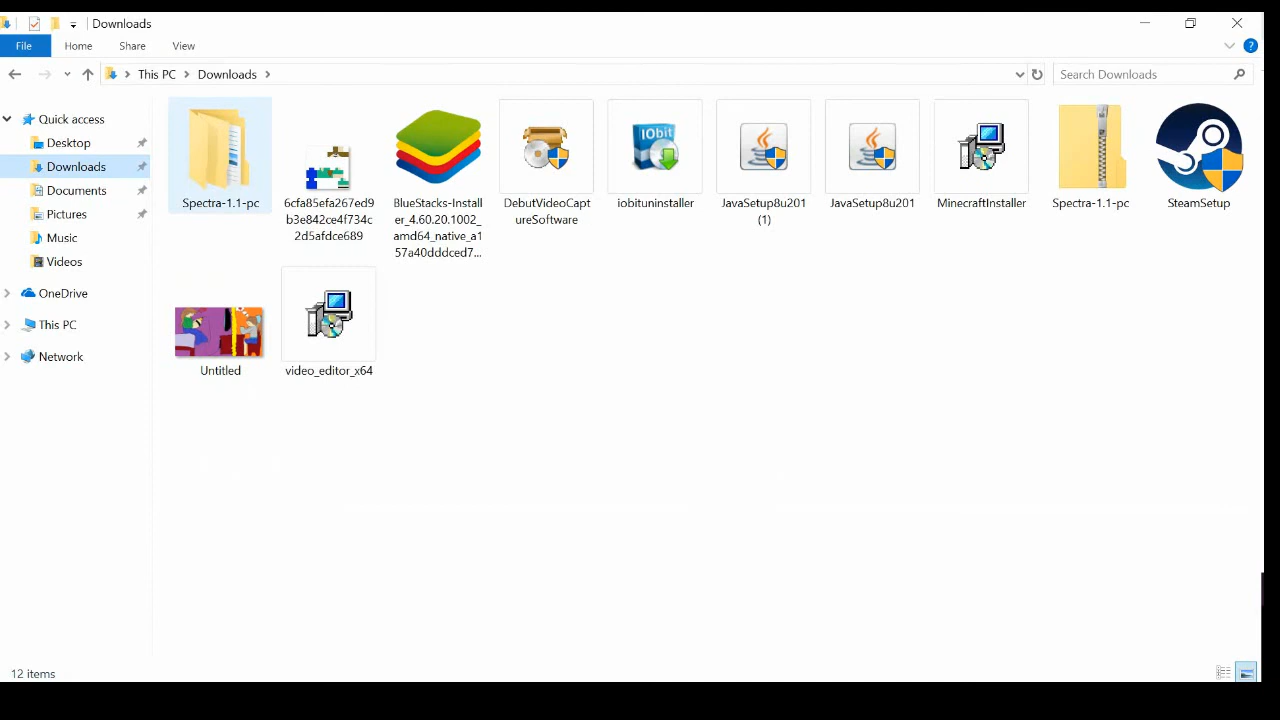 Downloads
File Home Share View
This PC Downloads
Search Downloads
Quick access
Desktop
Downloads
Documents
Pictures
Music
Videos
OneDrive
This PC
Network
Spectra-1.1-pc
6cfa85efa267ed9
b3e842ce4f734c
2d5afdce689
BlueStacks-Install
er_4.60.20.1002_
amd64_native_a1
57a40dddced7...
DebutVideoCapt
ureSoftware
IObit
iobituninstaller
JavaSetup8u201
(1)
JavaSetup8u201
MinecraftInstaller
Spectra-1.1-pc
SteamSetup
Untitled
video_editor_x64
12 items